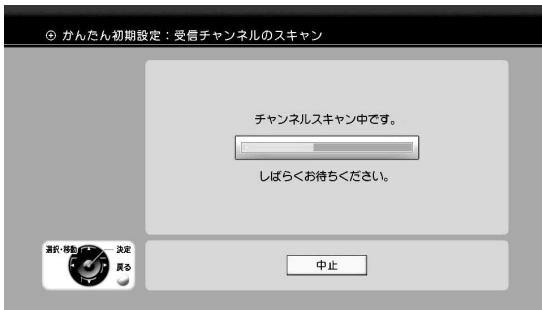 かんたん初期設定：受信チャンネルのスキャン
チャンネルスキャン中です。
しばらくお待ちください。
選択・移動
決定
戻る
中止